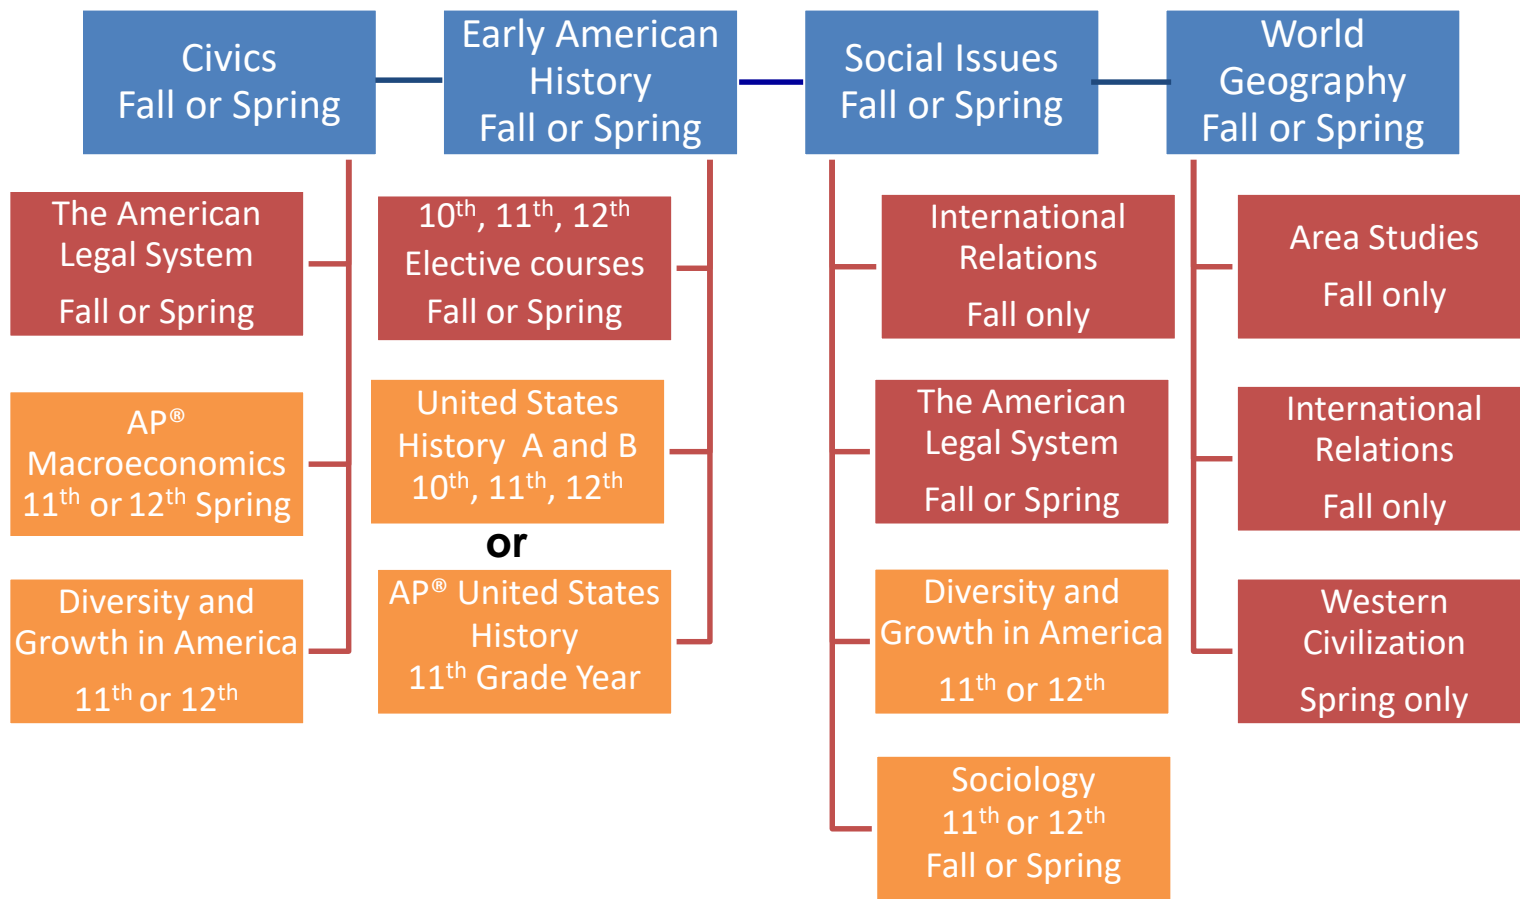 Civics
Fall or Spring
Early American
History
Fall or Spring
Social Issues
Fall or Spring
World
Geography
Fall or Spring
The American
Legal System
Fall or Spring
AP®
Macroeconomics
11th or 12th Spring
Diversity and
Growth in America
11th or 12th
10th, 11th, 12th
Elective courses
Fall or Spring
United States
History A and B
10th, 11th, 12th
or
AP® United States
History
11th Grade Year
International
Relations
Fall only
The American
Legal System
Fall or Spring
Diversity and
Growth in America
11th or 12th
Sociology
11th or 12th
Fall or Spring
Area Studies
Fall only
International
Relations
Fall only
Western
Civilization
Spring only